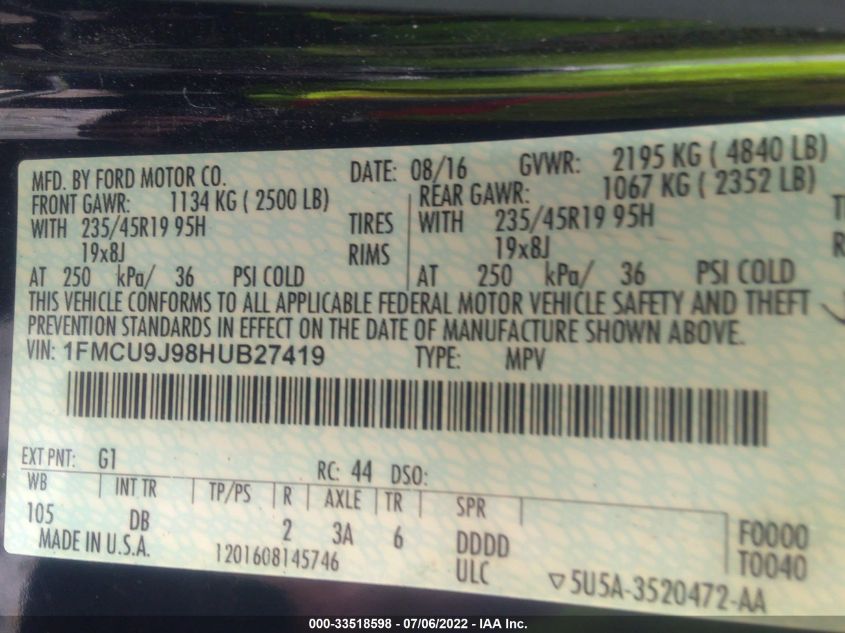 MFD. BY FORD MOTOR CO. DATE: 08/16 GVWR: 2195 KG ( 4840 LB)
FRONT GAWR: 1134 KG ( 2500 LB) REAR GAWR: 1067 KG ( 2352 LB)
WITH 235/45R19 95H TIRES WITH 235/45R19 95H
19x8J RIMS 19x8J
AT 250 kPa/ 36 PSI COLD AT 250 kPa/ 36 PSI COLD
THIS VEHICLE CONFORMS TO ALL APPLICABLE FEDERAL MOTOR VEHICLE SAFETY AND THEFT
PREVENTION STANDARDS IN EFFECT ON THE DATE OF MANUFACTURE SHOWN ABOVE.
VIN: 1FMCU9J98HUB27419 TYPE: MPV
EXT PNT: G1 RC: 44 DSO:
WB INT TR TP/PS R AXLE TR SPR
105 DB 2 3A 6 DDDD F0000
MADE IN U.S.A. 1201608145746 ULC T0040
5U5A-3520472-AA
000-33518598 - 07/06/2022 - IAA Inc.